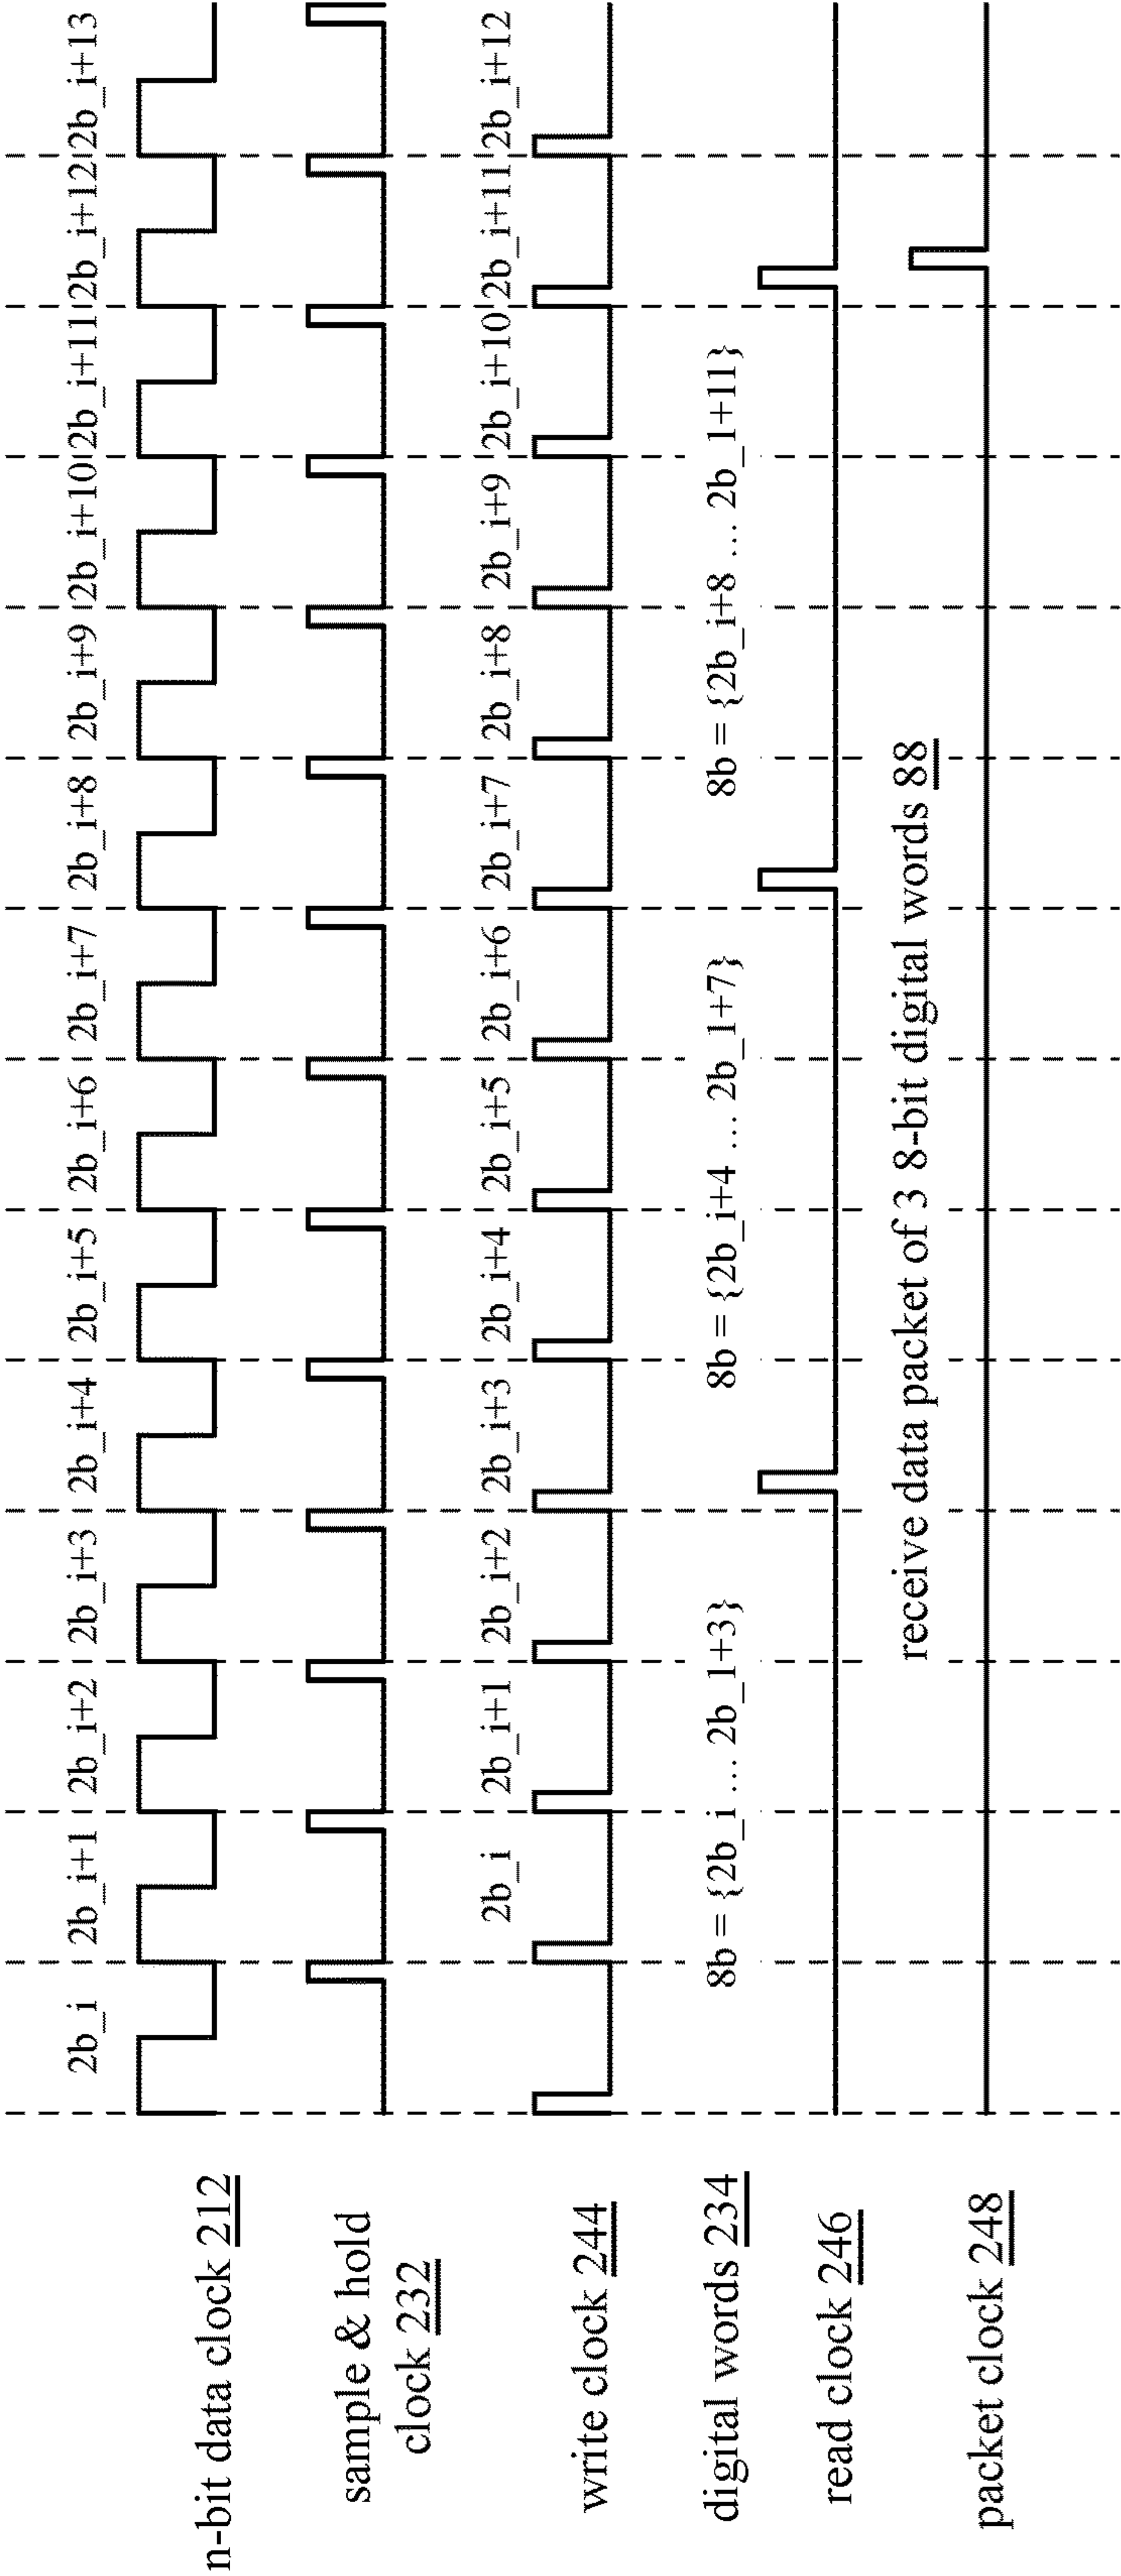 2b_i 2b_i+1 2b_i+2 2b_i+3 2b_i+4 2b_i+5 2b_i+6 2b_i+7 2b_i+8 2b_i+9 2b_i+10 2b_i+11 2b_i+12 2b_i+13
n-bit data clock 212
sample & hold
clock 232
2b_i 2b_i+1 2b_i+2 2b_i+3 2b_i+4 2b_i+5 2b_i+6 2b_i+7 2b_i+8 2b_i+9 2b_i+10 2b_i+11 2b_i+12
write clock 244
digital words 234 8b = {2b_i … 2b_1+3} 8b = {2b_i+4 … 2b_1+7} 8b = {2b_i+8 … 2b_1+11}
read clock 246
receive data packet of 3 8-bit digital words 88
packet clock 248